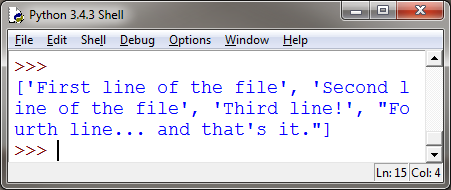 Python 3.4.3 Shell
File Edit Shell Debug Options Window Help
>>>
['First line of the file', 'Second l
ine of the file', 'Third line!', "Fo
urth line... and that's it."]
>>>
Ln: 15 Col: 4